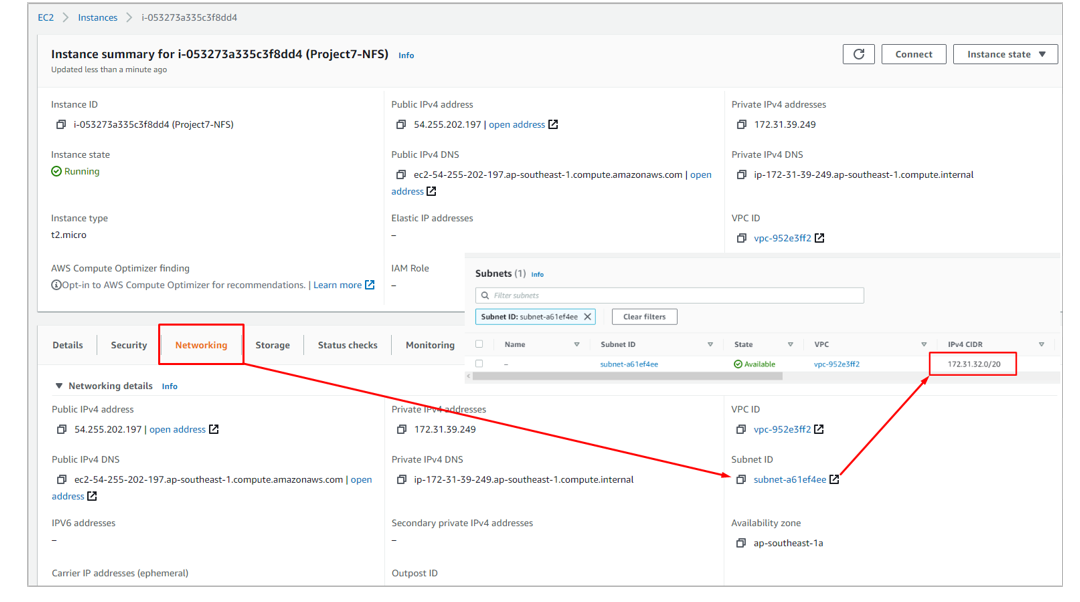 EC2 > Instances > i-053273a335c3f8dd4
Instance summary for i-053273a335c3f8dd4 (Project7-NFS) Info
Updated less than a minute ago
Connect
Instance state
Instance ID
i-053273a335c3f8dd4 (Project7-NFS)
Public IPv4 address
54.255.202.197 | open address
Private IPv4 addresses
172.31.39.249
Instance state
Running
Public IPv4 DNS
ec2-54-255-202-197.ap-southeast-1.compute.amazonaws.com | open
address
Private IPv4 DNS
ip-172-31-39-249.ap-southeast-1.compute.internal
Instance type
t2.micro
Elastic IP addresses
–
VPC ID
vpc-952e3ff2
AWS Compute Optimizer finding
Opt-in to AWS Compute Optimizer for recommendations. | Learn more
IAM Role
–
Subnets (1) Info
Filter subnets
Subnet ID: subnet-a61ef4ee
Clear filters
Name Subnet ID State VPC IPv4 CIDR
– subnet-a61ef4ee Available vpc-952e3ff2 172.31.32.0/20
Details Security Networking Storage Status checks Monitoring
Networking details Info
Public IPv4 address
54.255.202.197 | open address
Private IPv4 addresses
172.31.39.249
VPC ID
vpc-952e3ff2
Public IPv4 DNS
ec2-54-255-202-197.ap-southeast-1.compute.amazonaws.com | open
address
Private IPv4 DNS
ip-172-31-39-249.ap-southeast-1.compute.internal
Subnet ID
subnet-a61ef4ee
IPV6 addresses
–
Secondary private IPv4 addresses
–
Availability zone
ap-southeast-1a
Carrier IP addresses (ephemeral)
Outpost ID